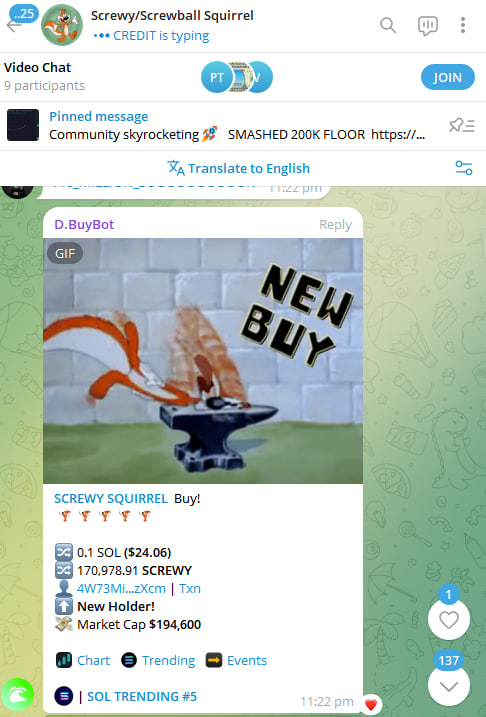 ..25
Screwy/Screwball Squirrel
CREDIT is typing
Video Chat
9 participants
PT
V
JOIN
Pinned message
Community skyrocketing 🚀 SMASHED 200K FLOOR https://...
Translate to English
11:22 pm
D.BuyBot
Reply
GIF
NEW
BUY
SCREWY SQUIRREL Buy!
0.1 SOL ($24.06)
170,978.91 SCREWY
4W73Mi...zXcm | Txn
New Holder!
Market Cap $194,600
Chart Trending Events
| SOL TRENDING #5
11:22 pm
1
137